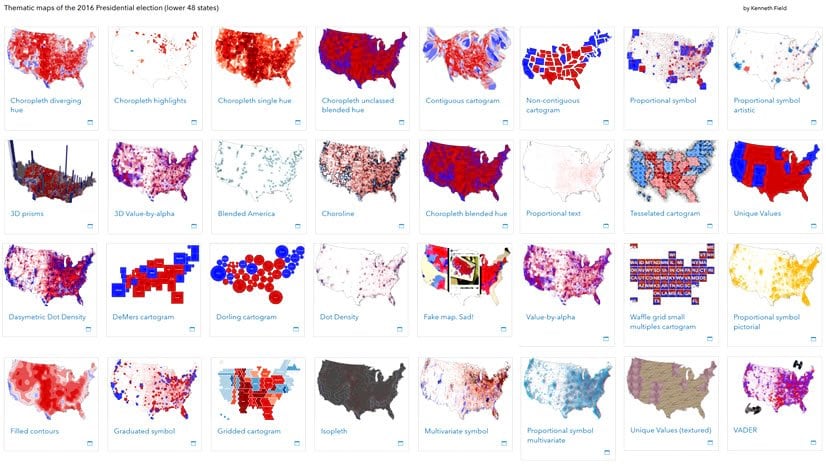 Thematic maps of the 2016 Presidential election (lower 48 states)
by Kenneth Field
Choropleth diverging
hue
Choropleth highlights
Choropleth single hue
Choropleth unclassed
blended hue
Contiguous cartogram
Non-contiguous
cartogram
Proportional symbol
Proportional symbol
artistic
3D prisms
3D Value-by-alpha
Blended America
Choroline
Choropleth blended hue
Proportional text
Tesselated cartogram
Unique Values
Dasymetric Dot Density
DeMers cartogram
Dorling cartogram
Dot Density
Fake map, Sad!
Value-by-alpha
Waffle grid small
multiples cartogram
Proportional symbol
pictorial
Filled contours
Graduated symbol
Gridded cartogram
Isopleth
Multivariate symbol
Proportional symbol
multivariate
Unique Values (textured)
VADER